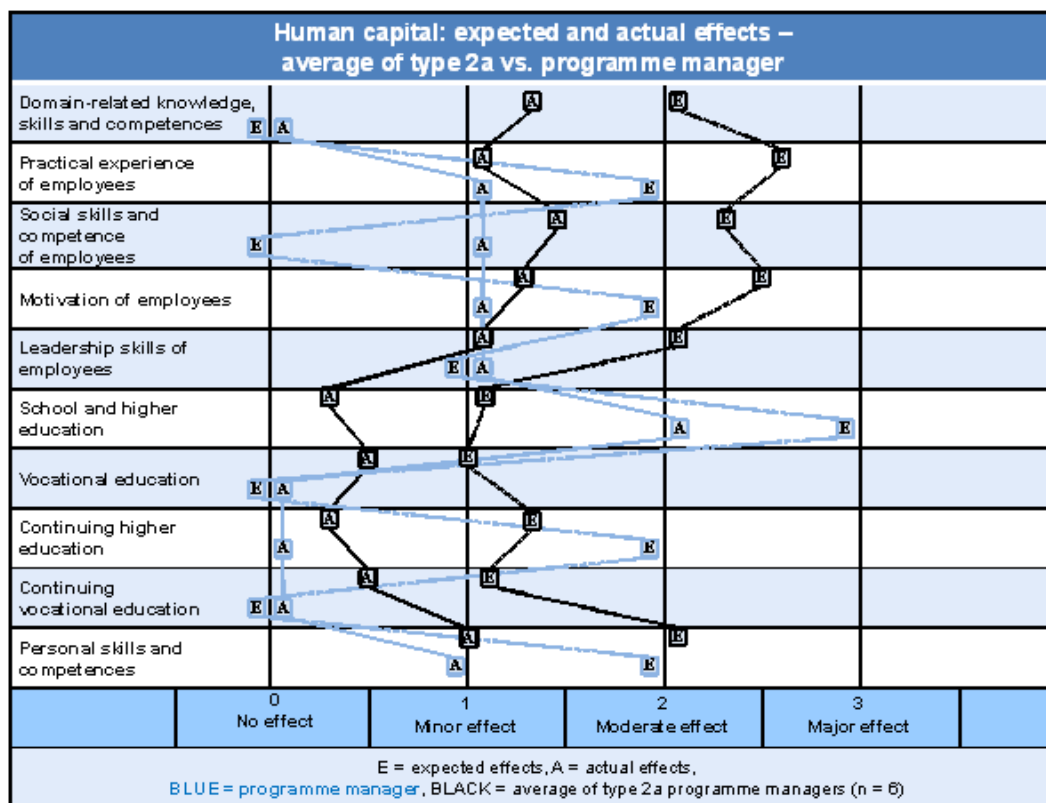 Human capital: expected and actual effects –
average of type 2a vs. programme manager
Domain-related knowledge,
skills and competences
A
E
E
A
Practical experience
of employees
A
E
A
E
Social skills and
competence
of employees
A
E
E
A
Motivation of employees
A
E
A
E
Leadership skills of
employees
A
E
E
A
School and higher
education
A
E
A
E
Vocational education
A
E
E
A
Continuing higher
education
A
E
A
E
Continuing
vocational education
A
E
E
A
Personal skills and
competences
A
E
A
E
0
No effect
1
Minor effect
2
Moderate effect
3
Major effect
E = expected effects, A = actual effects,
BLUE = programme manager, BLACK = average of type 2a programme managers (n = 6)